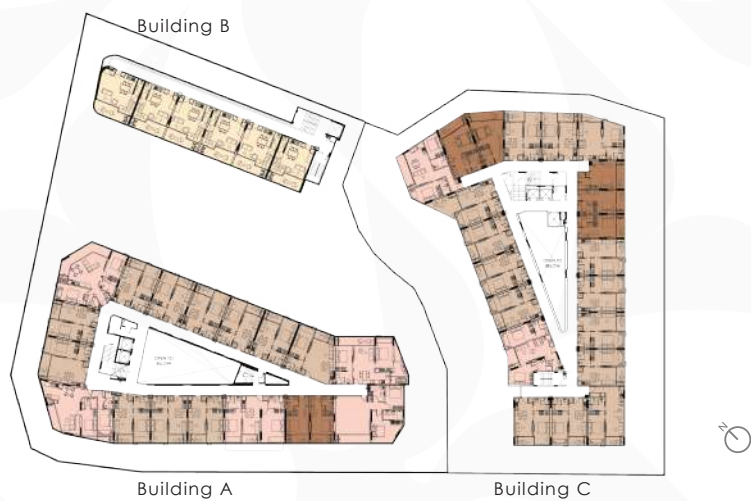 Building B
OPEN TO
BELOW
OPEN TO
BELOW
N
Building A
Building C